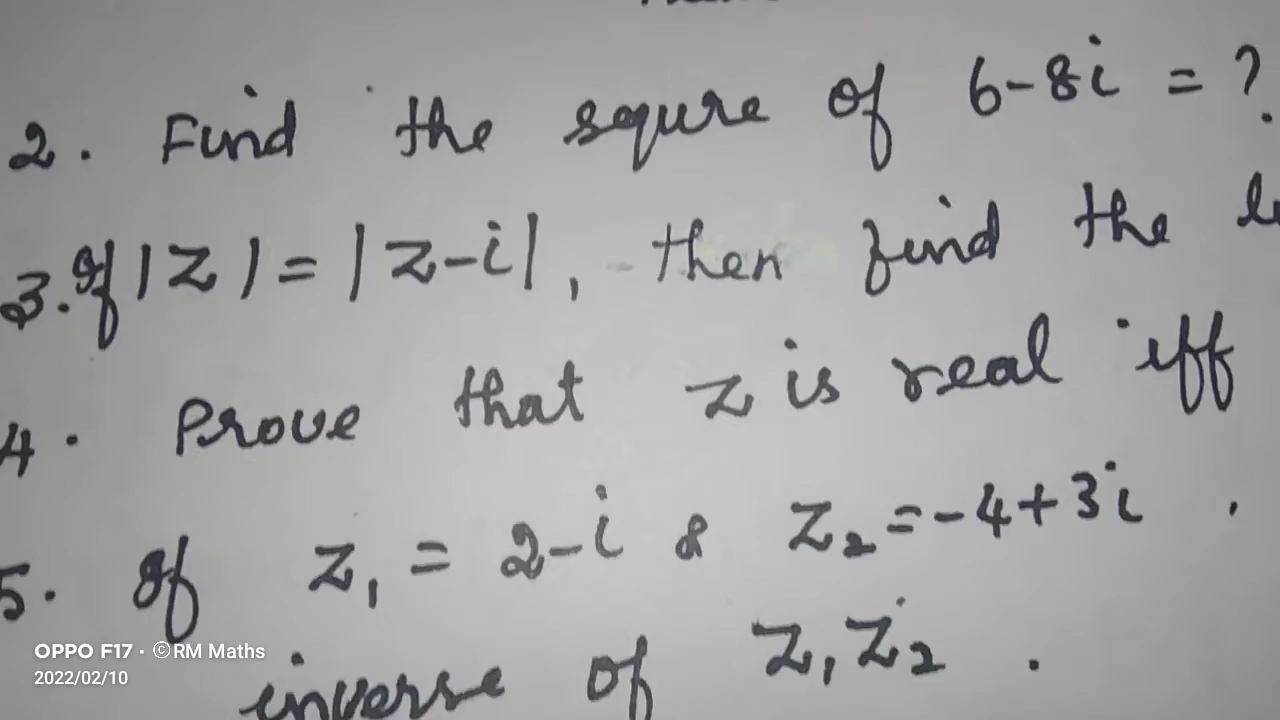 2. Find the squre of 6-8i = ?
3. If |Z| = |Z-i|, then find the
4. Prove that z is real iff
5. If Z₁ = 2-i & Z₂ = -4+3i .
inverse of Z₁Z₂ .
OPPO F17 · ©RM Maths
2022/02/10